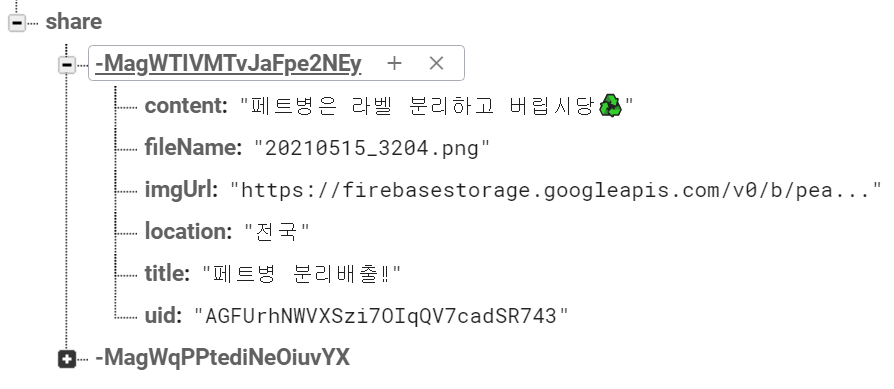 share
-MagWTIVMTvJaFpe2NEy + ×
content: "페트병은 라벨 분리하고 버립시당♻"
fileName: "20210515_3204.png"
imgUrl: "https://firebasestorage.googleapis.com/v0/b/pea..."
location: "전국"
title: "페트병 분리배출‼"
uid: "AGFUrhNWVXSzi7OIqQV7cadSR743"
-MagWqPPtediNeOiuvYX